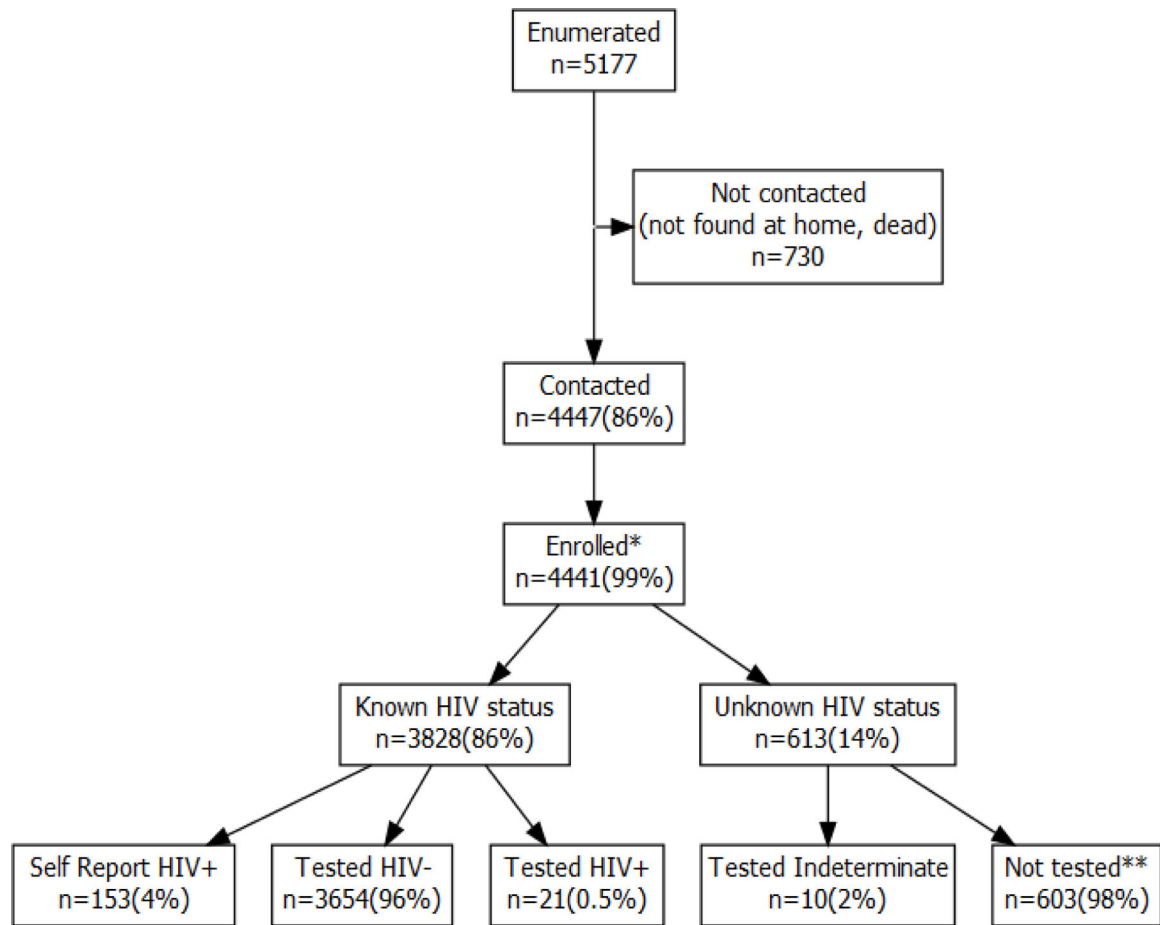 Enumerated
n=5177
Not contacted
(not found at home, dead)
n=730
Contacted
n=4447(86%)
Enrolled*
n=4441(99%)
Known HIV status
n=3828(86%)
Unknown HIV status
n=613(14%)
Self Report HIV+
n=153(4%)
Tested HIV-
n=3654(96%)
Tested HIV+
n=21(0.5%)
Tested Indeterminate
n=10(2%)
Not tested**
n=603(98%)